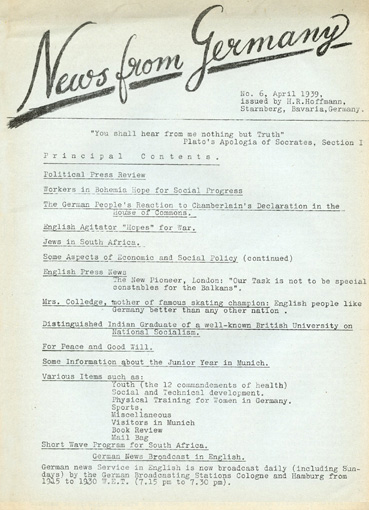 News from Germany
No. 6, April 1939,
issued by H.R.Hoffmann,
Starnberg, Bavaria,Germany.
"You shall hear from me nothing but Truth"
Plato's Apologia of Socrates, Section I
Principal Contents.
Political Press Review
Workers in Bohemia Hope for Social Progress
The German People's Reaction to Chamberlain's Declaration in the
House of Commons.
English Agitator "Hopes" for War.
Jews in South Africa.
Some Aspects of Economic and Social Policy (continued)
English Press News
The New Pioneer, London: "Our Task is not to be special
constables for the Balkans".
Mrs. Colledge, mother of famous skating champion: English people like
Germany better than any other nation .
Distinguished Indian Graduate of a well-known British University on
National Socialism.
For Peace and Good Will.
Some Information about the Junior Year in Munich.
Various Items such as:
Youth (the 12 commandments of health)
Social and Technical development.
Physical Training for Women in Germany.
Sports,
Miscellaneous
Visitors in Munich
Book Review
Mail Bag
Short Wave Program for South Africa.
German News Broadcast in English.
German news Service in English is now broadcast daily (including Sun-
days) by the German Broadcasting Stations Cologne and Hamburg from
1915 to 1930 W.E.T. (7.15 pm to 7.30 pm).